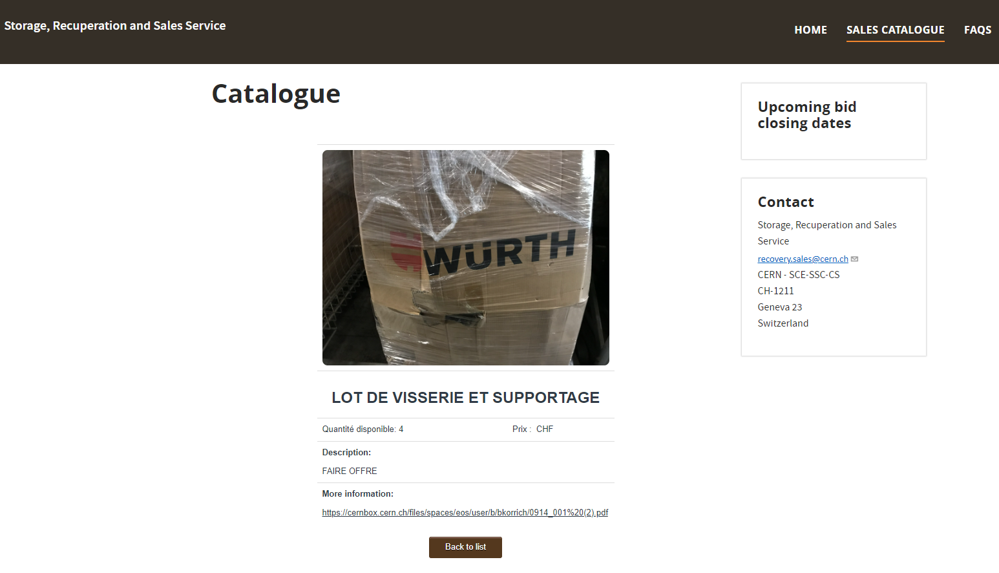 Storage, Recuperation and Sales Service
HOME
SALES CATALOGUE
FAQS
Catalogue
WÜRTH
LOT DE VISSERIE ET SUPPORTAGE
Quantité disponible: 4
Prix : CHF
Description:
FAIRE OFFRE
More information:
https://cernbox.cern.ch/files/spaces/eos/user/b/bkorrich/0914_001%20(2).pdf
Back to list
Upcoming bid
closing dates
Contact
Storage, Recuperation and Sales
Service
recovery.sales@cern.ch
CERN - SCE-SSC-CS
CH-1211
Geneva 23
Switzerland